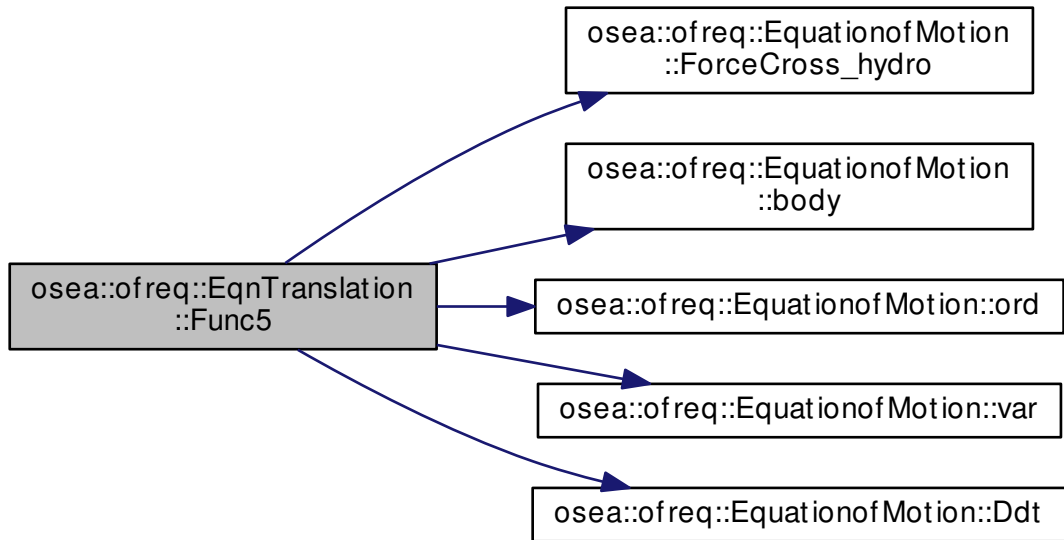 osea::ofreq::EquationofMotion
::ForceCross_hydro
osea::ofreq::EquationofMotion
::body
osea::ofreq::EqnTranslation
::Func5
osea::ofreq::EquationofMotion::ord
osea::ofreq::EquationofMotion::var
osea::ofreq::EquationofMotion::Ddt